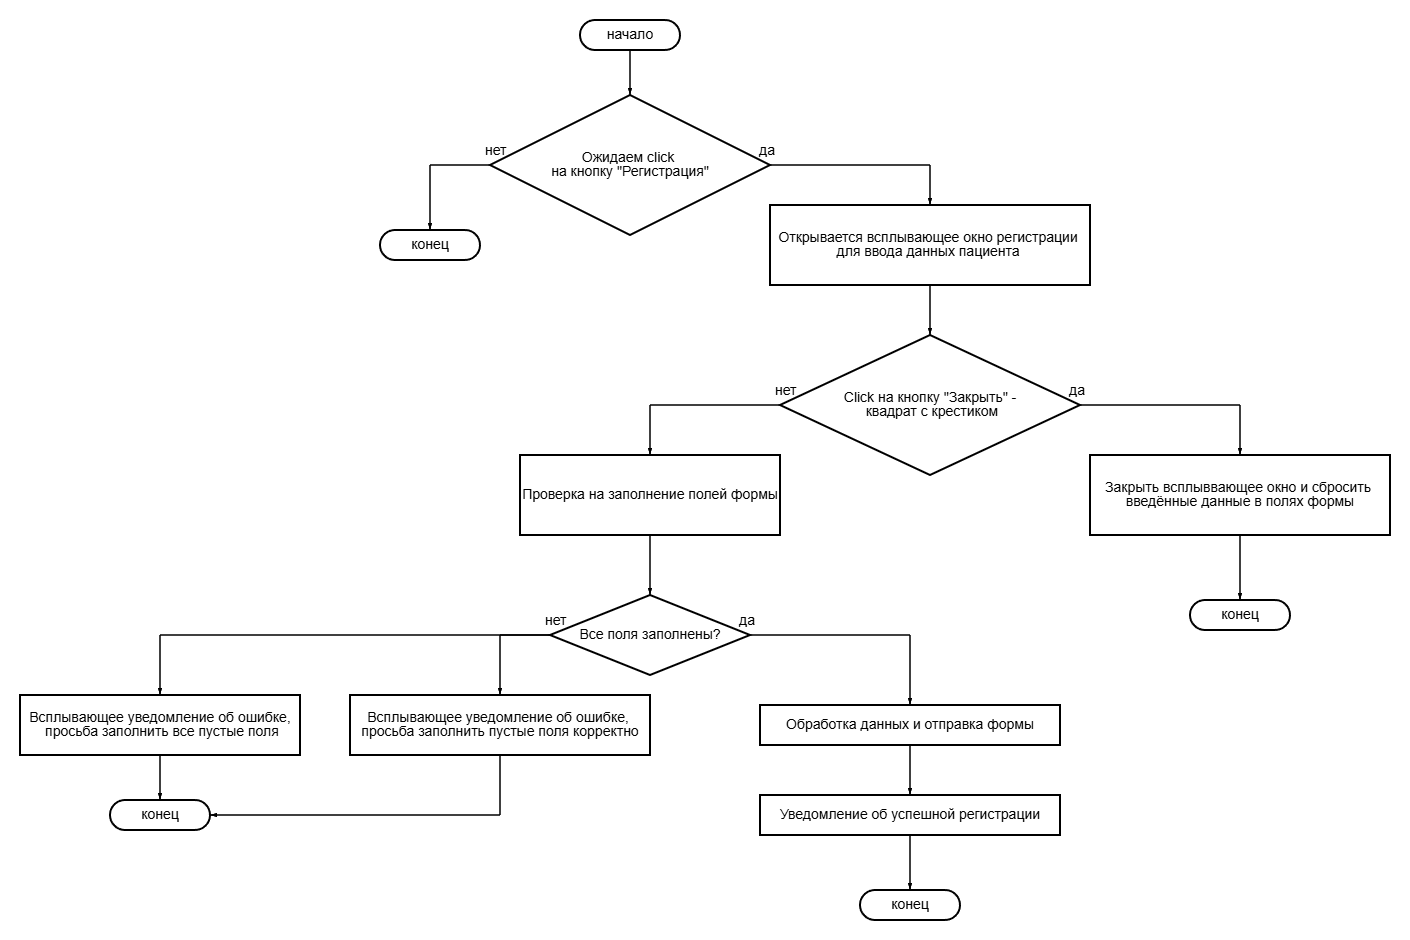 начало
нет
да
Ожидаем click
на кнопку "Регистрация"
конец
Открывается всплывающее окно регистрации
для ввода данных пациента
нет
да
Click на кнопку "Закрыть" -
квадрат с крестиком
Проверка на заполнение полей формы
Закрыть всплыввающее окно и сбросить
введённые данные в полях формы
конец
нет
да
Все поля заполнены?
Всплывающее уведомление об ошибке,
просьба заполнить все пустые поля
Всплывающее уведомление об ошибке,
просьба заполнить пустые поля корректно
Обработка данных и отправка формы
конец
Уведомление об успешной регистрации
конец